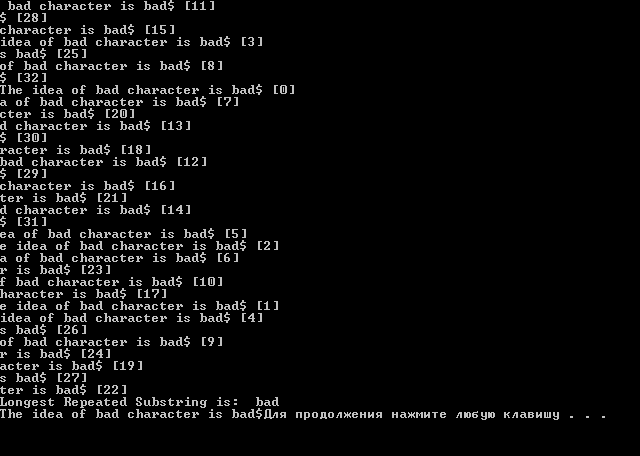 bad character is bad$ [11]
$ [28]
character is bad$ [15]
idea of bad character is bad$ [3]
s bad$ [25]
of bad character is bad$ [8]
$ [32]
The idea of bad character is bad$ [0]
a of bad character is bad$ [7]
cter is bad$ [20]
d character is bad$ [13]
$ [30]
racter is bad$ [18]
bad character is bad$ [12]
$ [29]
character is bad$ [16]
ter is bad$ [21]
d character is bad$ [14]
$ [31]
ea of bad character is bad$ [5]
e idea of bad character is bad$ [2]
a of bad character is bad$ [6]
r is bad$ [23]
f bad character is bad$ [10]
haracter is bad$ [17]
e idea of bad character is bad$ [1]
idea of bad character is bad$ [4]
s bad$ [26]
of bad character is bad$ [9]
r is bad$ [24]
acter is bad$ [19]
s bad$ [27]
ter is bad$ [22]
Longest Repeated Substring is:  bad
The idea of bad character is bad$Для продолжения нажмите любую клавишу . . .